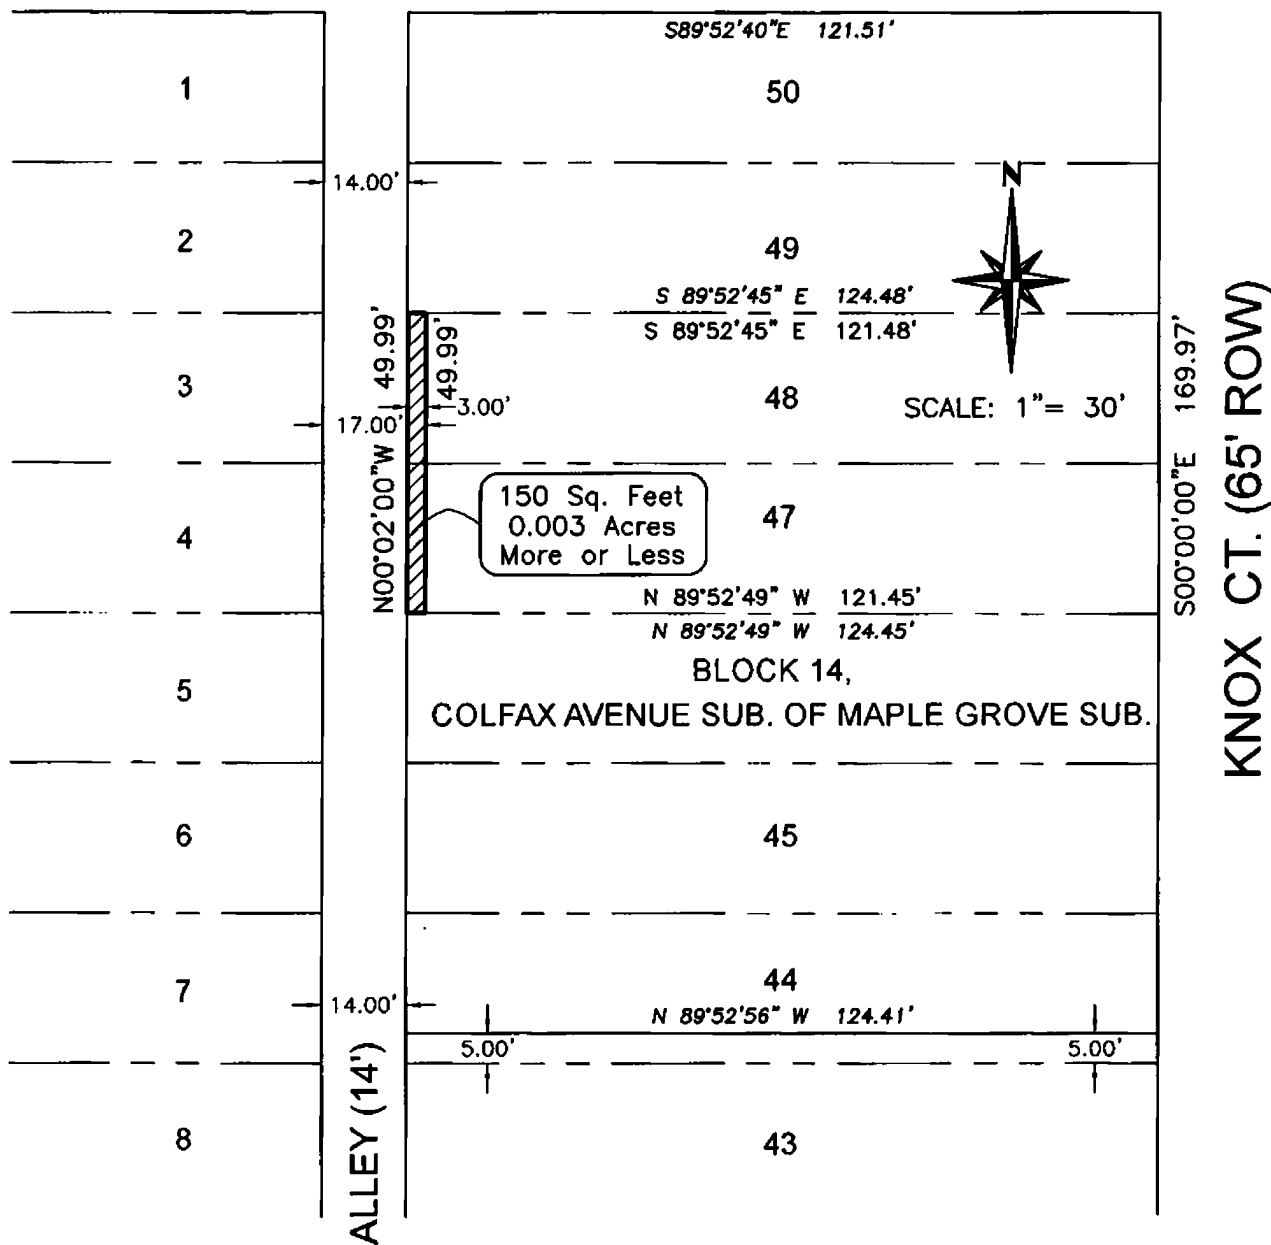 S89°52'40"E 121.51'
1
50
14.00'
N
2
49
S 89°52'45" E 124.48'
S 89°52'45" E 121.48'
49.99'
49.99'
3
48
3.00'
17.00'
SCALE: 1"= 30'
N00°02'00"W
S00°00'00"E 169.97'
KNOX CT. (65' ROW)
150 Sq. Feet
0.003 Acres
More or Less
4
47
N 89°52'49" W 121.45'
N 89°52'49" W 124.45'
BLOCK 14,
5
COLFAX AVENUE SUB. OF MAPLE GROVE SUB.
6
45
7
44
14.00'
N 89°52'56" W 124.41'
5.00'
5.00'
ALLEY (14')
8
43